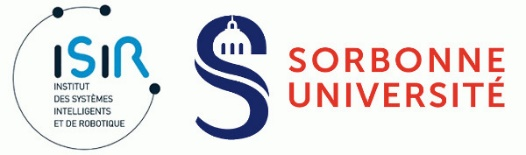 ISIR
INSTITUT
DES SYSTÈMES
INTELLIGENTS
ET DE ROBOTIQUE
SORBONNE
UNIVERSITÉ